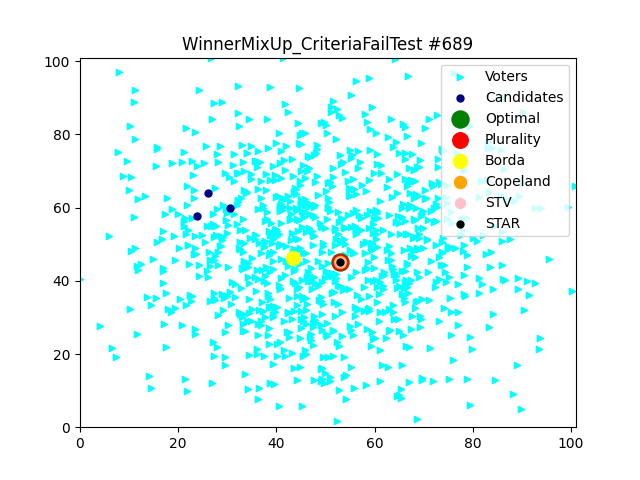 WinnerMixUp_CriteriaFailTest #689
100
80
60
40
20
0
0
20
40
60
80
100
Voters
Candidates
Optimal
Plurality
Borda
Copeland
STV
STAR